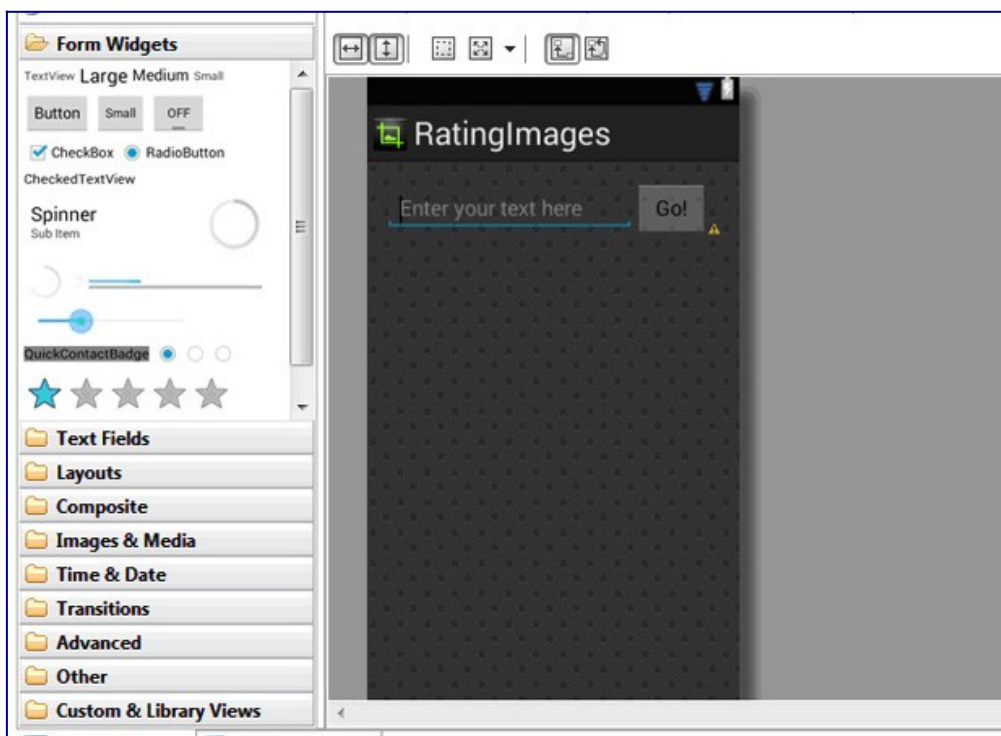 Form Widgets
TextView Large Medium Small
Button Small OFF
CheckBox RadioButton
CheckedTextView
Spinner
Sub Item
QuickContactBadge
Text Fields
Layouts
Composite
Images & Media
Time & Date
Transitions
Advanced
Other
Custom & Library Views
RatingImages
Enter your text here Go!